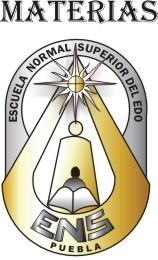 MATERIAS
ESCUELA NORMAL SUPERIOR DEL EDO
ENS
PUEBLA